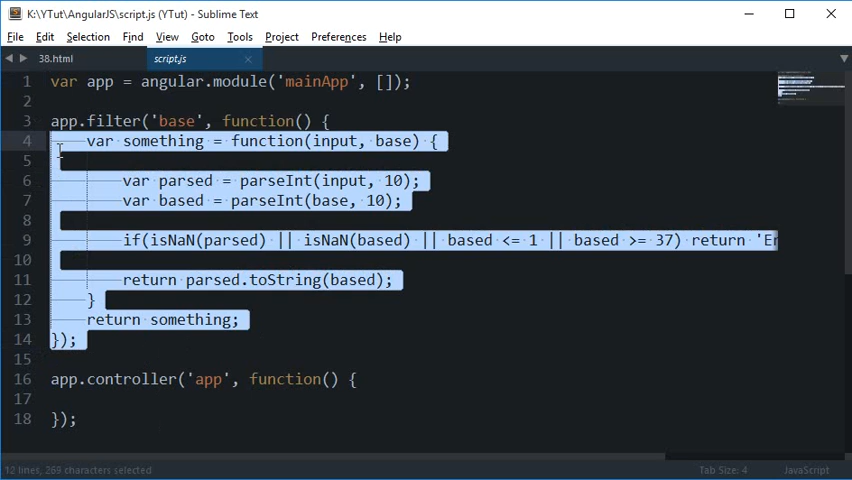 K:\YTut\AngularJS\script.js (YTut) - Sublime Text
File Edit Selection Find View Goto Tools Project Preferences Help
38.html script.js
1 var app = angular.module('mainApp', []);
2
3 app.filter('base', function() {
4 var something = function(input, base) {
5
6 var parsed = parseInt(input, 10);
7 var based = parseInt(base, 10);
8
9 if(isNaN(parsed) || isNaN(based) || based <= 1 || based >= 37) return 'Er
10
11 return parsed.toString(based);
12 }
13 return something;
14 });
15
16 app.controller('app', function() {
17
18 });
12 lines, 269 characters selected Tab Size: 4 JavaScript